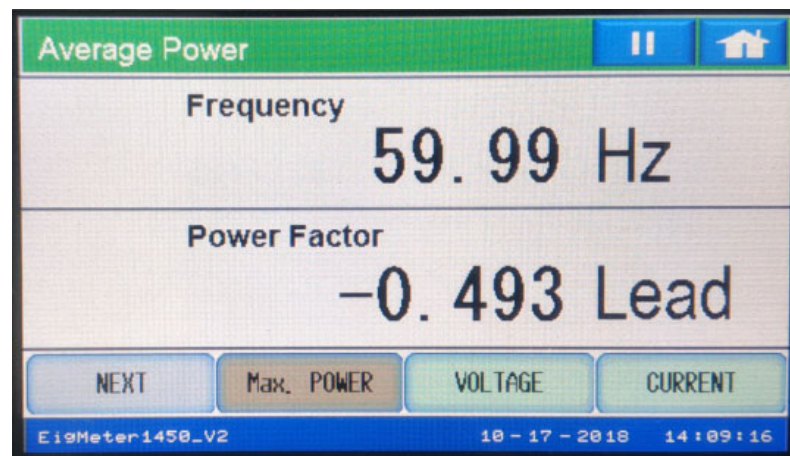 Average Power
Frequency
59.99 Hz
Power Factor
-0.493 Lead
NEXT Max. POWER VOLTAGE CURRENT
EigMeter1450_V2 10-17-2018 14:09:16